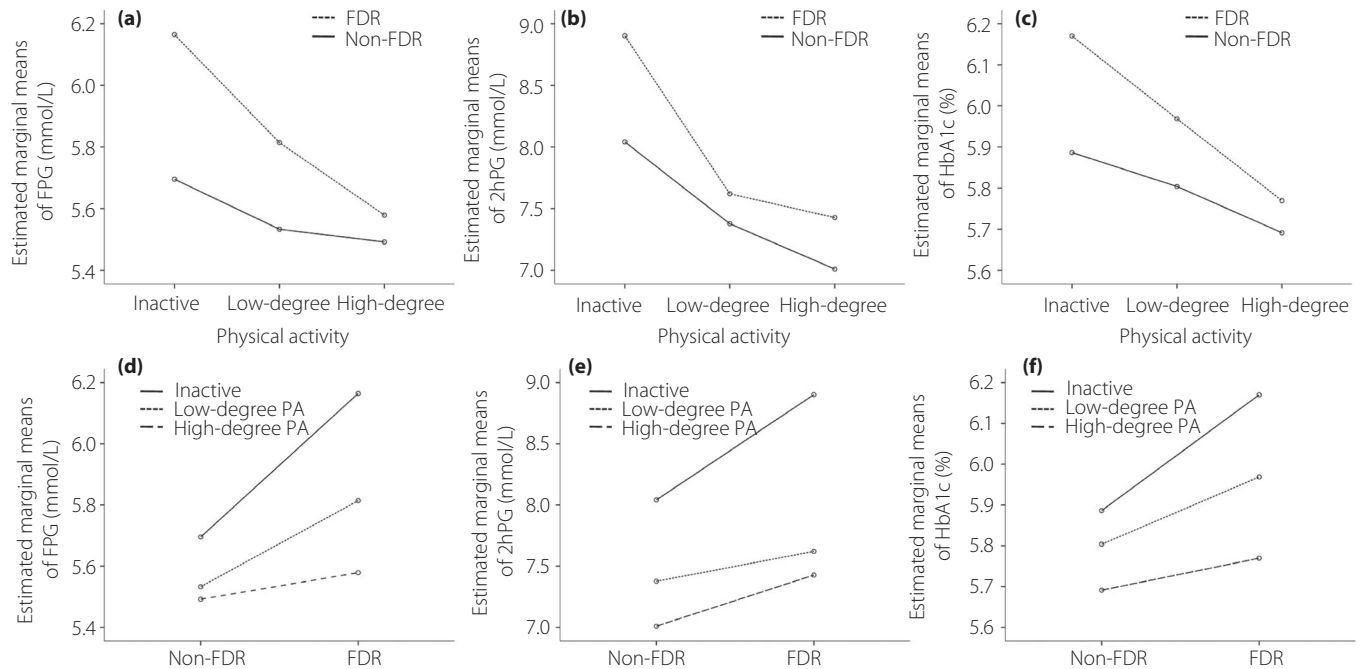 (a)
FDR
Non-FDR
Estimated marginal means
of FPG (mmol/L)
6.2
6.0
5.8
5.6
5.4
Inactive
Low-degree
High-degree
Physical activity
(b)
FDR
Non-FDR
Estimated marginal means
of 2hPG (mmol/L)
9.0
8.5
8.0
7.5
7.0
Inactive
Low-degree
High-degree
Physical activity
(c)
FDR
Non-FDR
Estimated marginal means
of HbA1c (%)
6.2
6.1
6.0
5.9
5.8
5.7
5.6
Inactive
Low-degree
High-degree
Physical activity
(d)
Inactive
Low-degree PA
High-degree PA
Estimated marginal means
of FPG (mmol/L)
6.2
6.0
5.8
5.6
5.4
Non-FDR
FDR
(e)
Inactive
Low-degree PA
High-degree PA
Estimated marginal means
of 2hPG (mmol/L)
9.0
8.5
8.0
7.5
7.0
Non-FDR
FDR
(f)
Inactive
Low-degree PA
High-degree PA
Estimated marginal means
of HbA1c (%)
6.2
6.1
6.0
5.9
5.8
5.7
5.6
Non-FDR
FDR